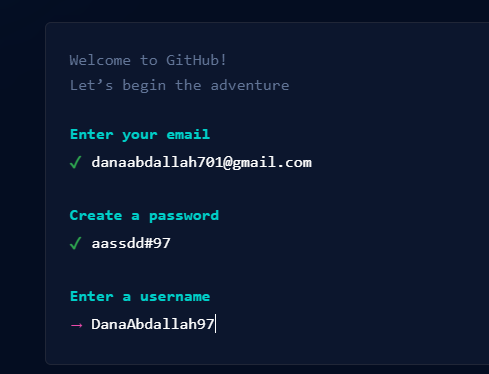 Welcome to GitHub!
Let’s begin the adventure
Enter your email
✓ danaabdallah701@gmail.com
Create a password
✓ aassdd#97
Enter a username
→ DanaAbdallah97